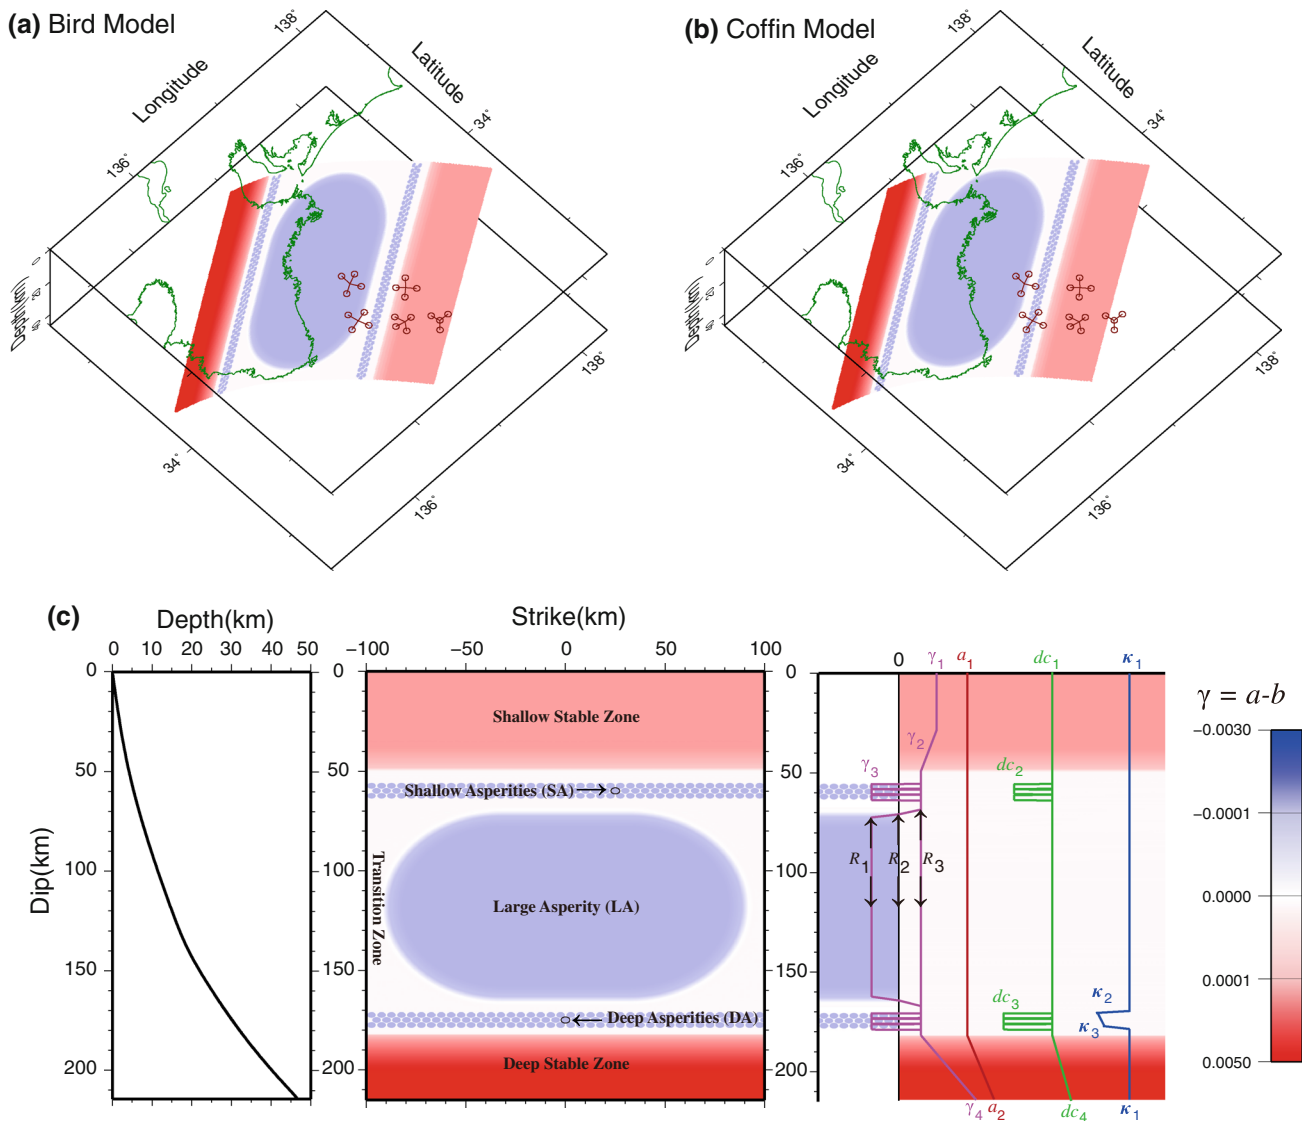 (a) Bird Model
138°
Longitude
Latitude
34°
136°
34°
136°
138°
(b) Coffin Model
138°
Longitude
Latitude
34°
136°
34°
136°
138°
(c)
Depth(km)
0 10 20 30 40 50
Strike(km)
−100 −50 0 50 100
Dip(km)
0
50
100
150
200
0
50
100
150
200
0
50
100
150
200
Shallow Stable Zone
Shallow Asperities (SA)
Transition Zone
Large Asperity (LA)
Deep Asperities (DA)
Deep Stable Zone
0 γ1 a1 dc1 κ1
γ2
γ3 dc2
R1 R2 R3
dc3 κ2
κ3
γ4 a2 dc4 κ1
γ = a-b
−0.0030
−0.0001
0.0000
0.0001
0.0050